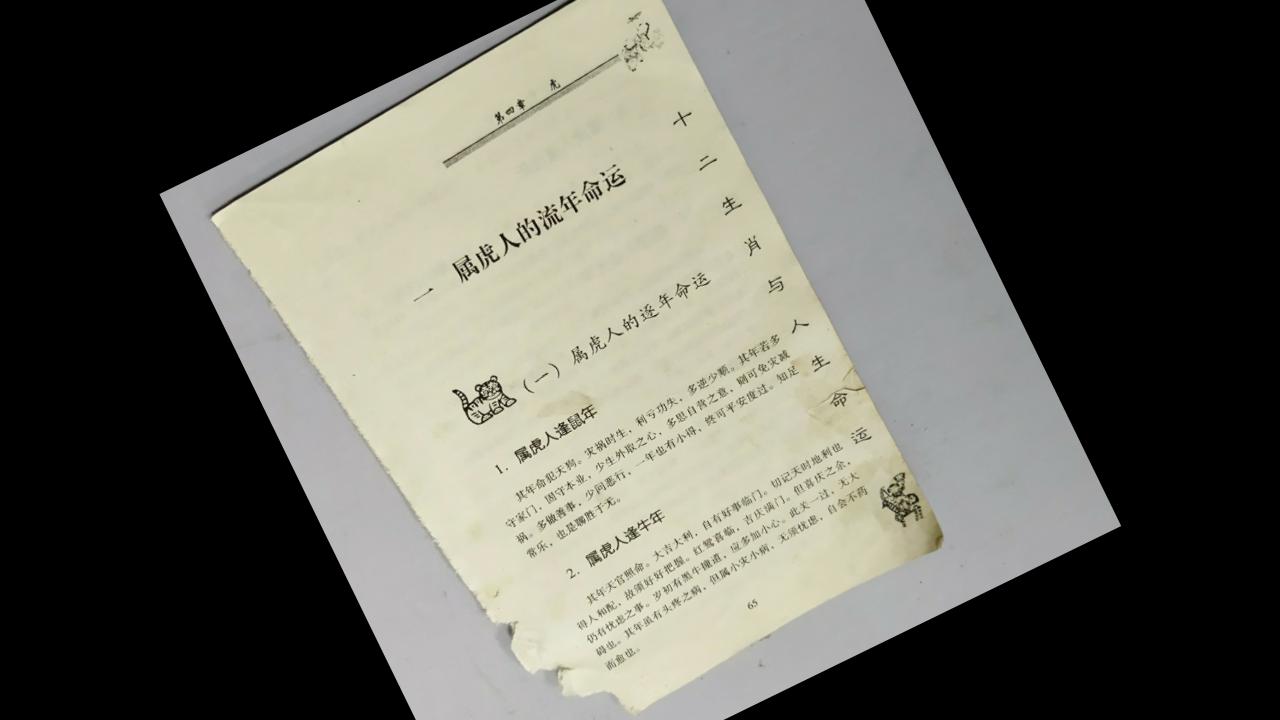 第四章 虎
一 属虎人的流年命运
（一）属虎人的逐年命运
1. 属虎人逢鼠年
其年命犯天狗。灾祸时生，利亏功失，多逆少顺。其年若多
守家门，固守本业，少生外取之心，多思自营之意，则可免灾减
祸。多做善事，少问恶行，一年也有小得，终可平安度过。知足
常乐，也是聊胜于无。
2. 属虎人逢牛年
其年天官照命。大吉大利，自有好事临门。切记天时地利也
得人和配，故须好好把握。红鸾喜临，吉庆满门。但喜庆之余，
仍有忧虑之事。岁初有黑牛撞道，应多加小心。此关一过，无大
碍也。其年虽有头疼之病，但属小灾小病，无须忧虑，自会不药
而愈也。
65
十二生肖与人生命运